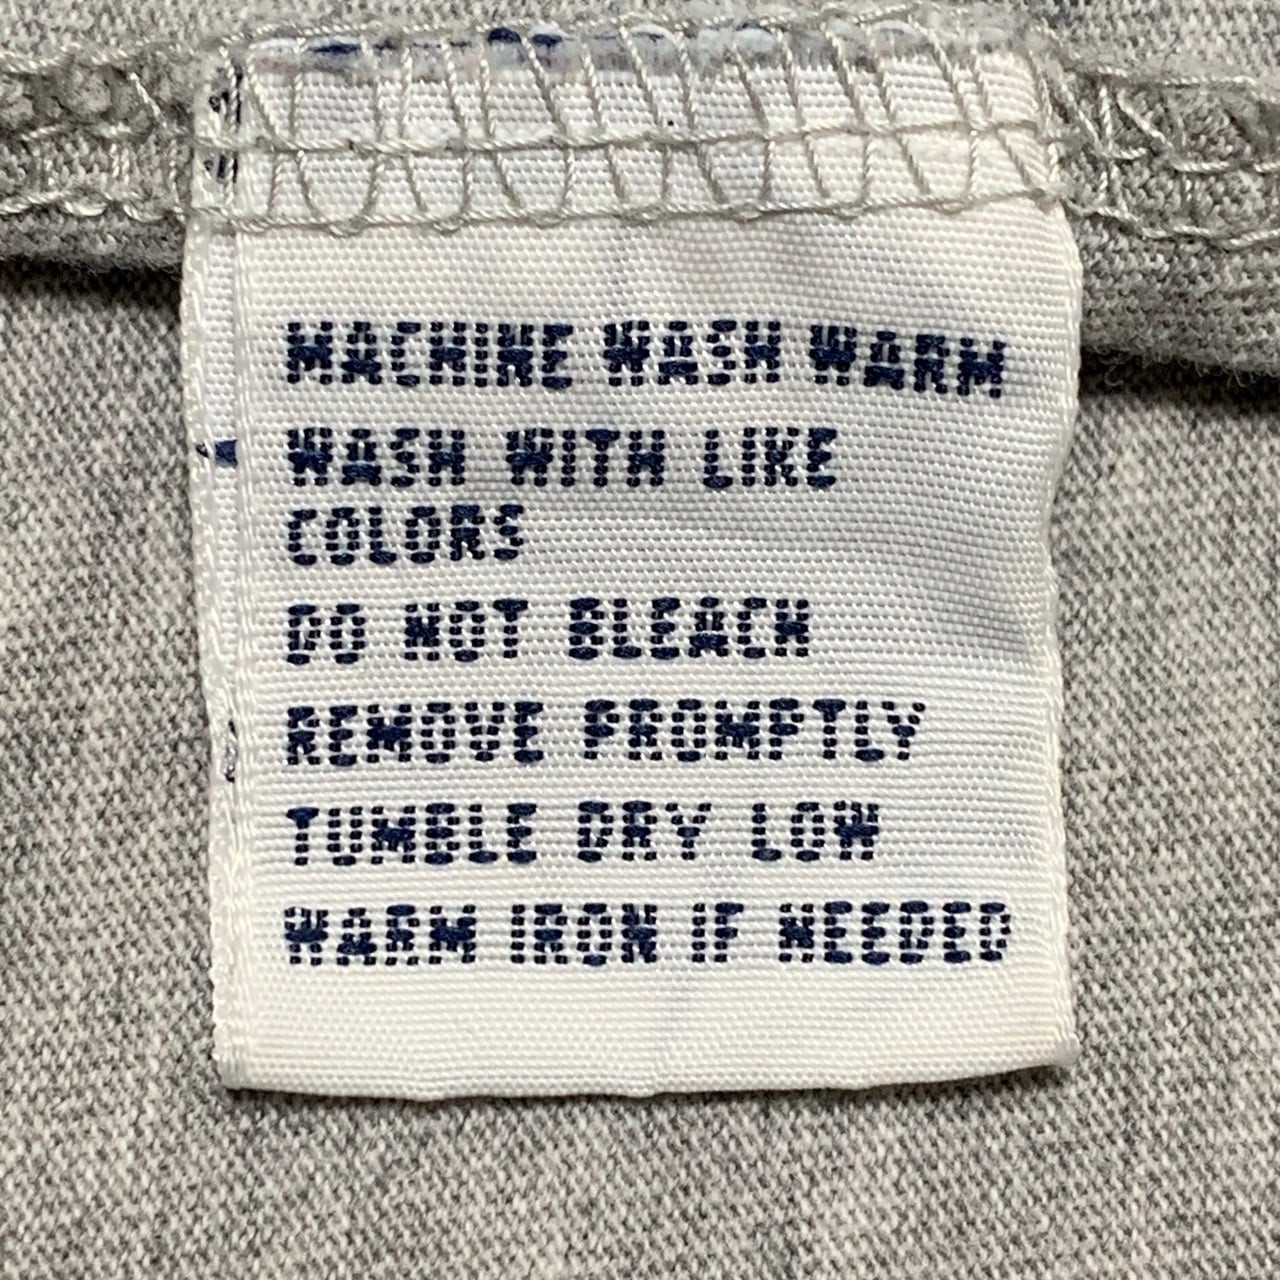 MACHINE WASH WARM
WASH WITH LIKE
COLORS
DO NOT BLEACH
REMOVE PROMPTLY
TUMBLE DRY LOW
WARM IRON IF NEEDED